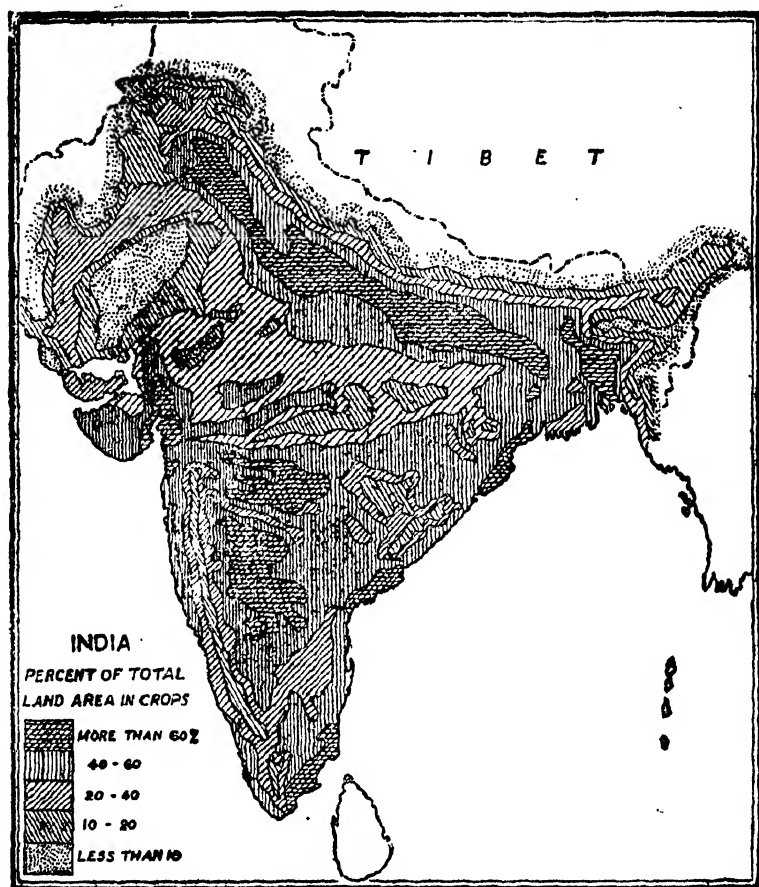 T I B E T
INDIA
PERCENT OF TOTAL
LAND AREA IN CROPS
MORE THAN 60%
40 - 60
20 - 40
10 - 20
LESS THAN 10